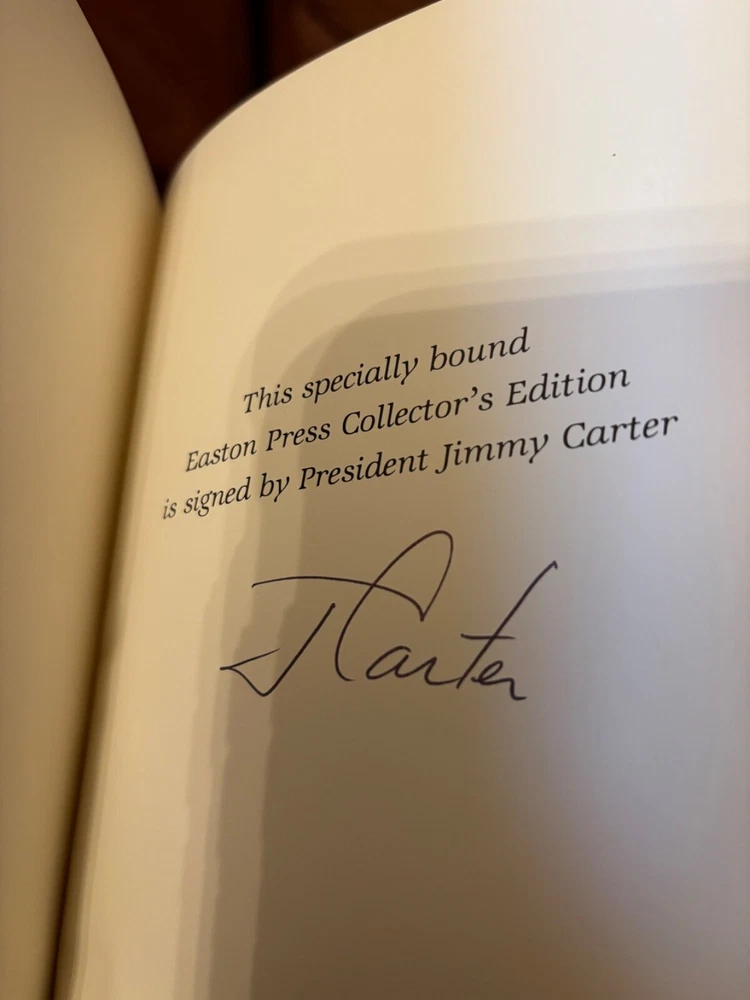 This specially bound
Easton Press Collector’s Edition
is signed by President Jimmy Carter
J Carter